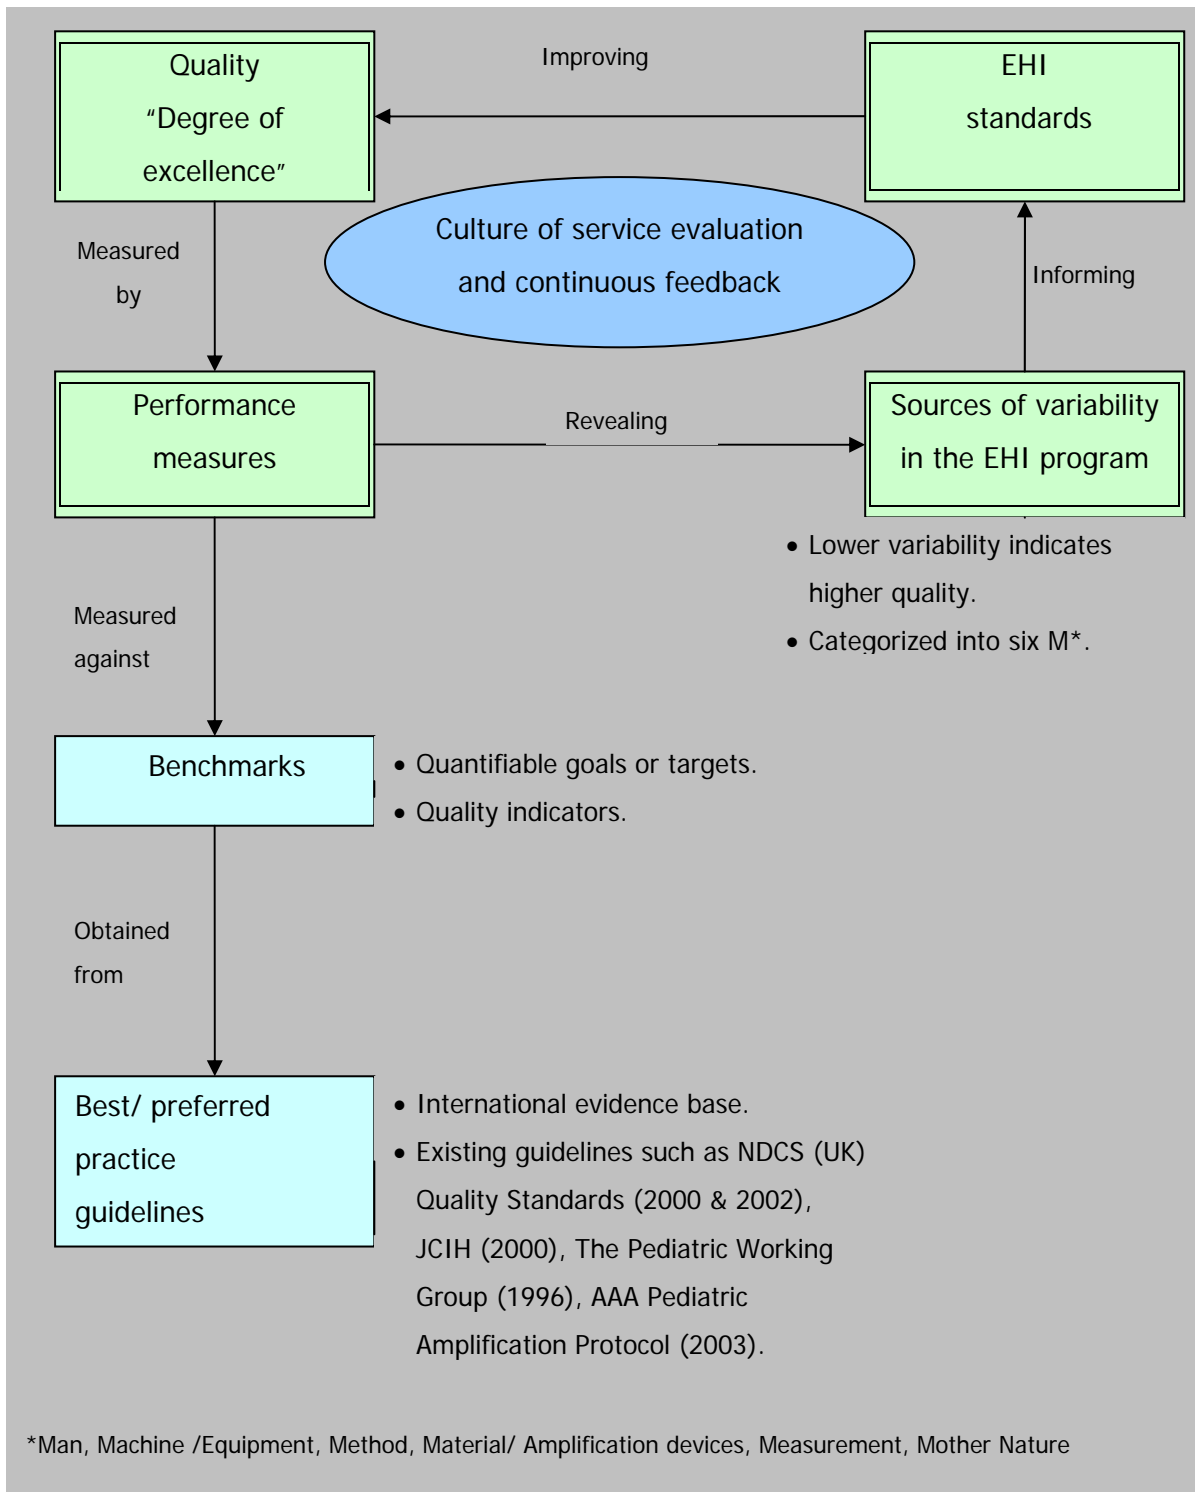 Quality
“Degree of
excellence”
Improving
EHI
standards
Culture of service evaluation
and continuous feedback
Measured
by
Informing
Performance
measures
Revealing
Sources of variability
in the EHI program
• Lower variability indicates
higher quality.
• Categorized into six M*.
Measured
against
Benchmarks
• Quantifiable goals or targets.
• Quality indicators.
Obtained
from
Best/ preferred
practice
guidelines
• International evidence base.
• Existing guidelines such as NDCS (UK)
Quality Standards (2000 & 2002),
JCIH (2000), The Pediatric Working
Group (1996), AAA Pediatric
Amplification Protocol (2003).
*Man, Machine /Equipment, Method, Material/ Amplification devices, Measurement, Mother Nature